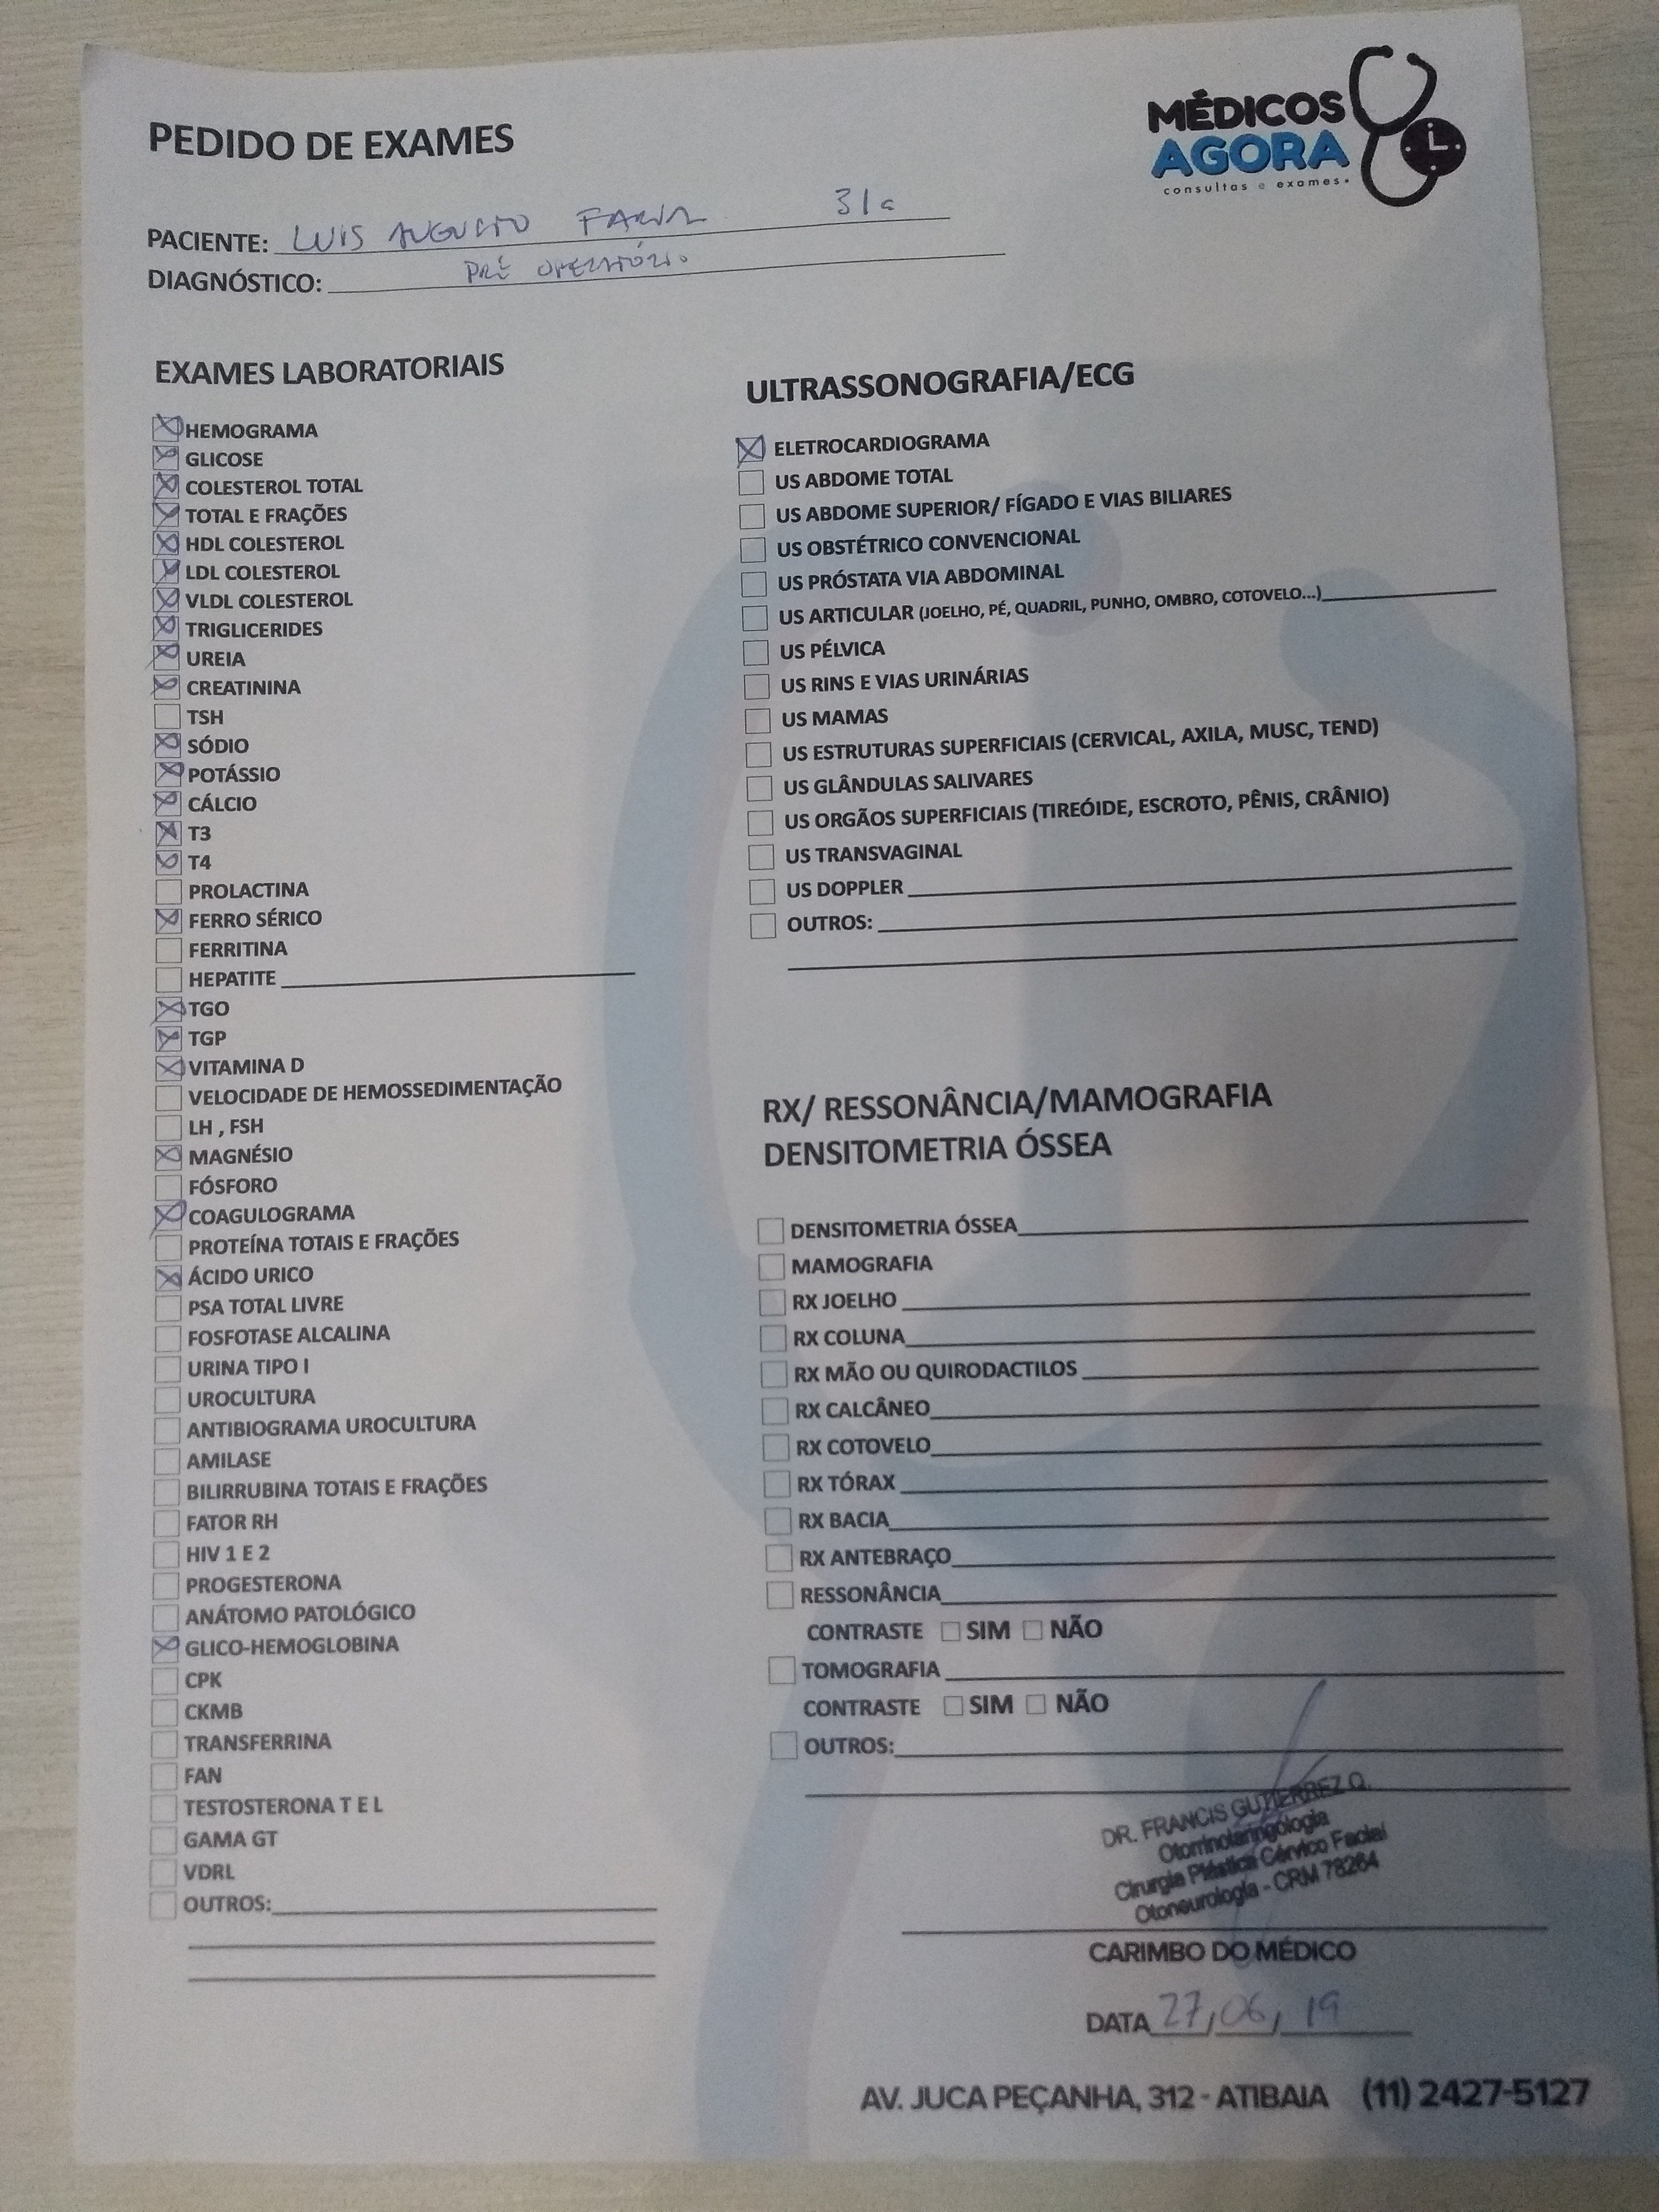 PEDIDO DE EXAMES
MÉDICOS
AGORA
consultas e exames
PACIENTE: LUIS AUGUSTO FARIA 31a
DIAGNÓSTICO: PRÉ OPERATÓRIO
EXAMES LABORATORIAIS
HEMOGRAMA
GLICOSE
COLESTEROL TOTAL
TOTAL E FRAÇÕES
HDL COLESTEROL
LDL COLESTEROL
VLDL COLESTEROL
TRIGLICERIDES
UREIA
CREATININA
TSH
SÓDIO
POTÁSSIO
CÁLCIO
T3
T4
PROLACTINA
FERRO SÉRICO
FERRITINA
HEPATITE
TGO
TGP
VITAMINA D
VELOCIDADE DE HEMOSSEDIMENTAÇÃO
LH , FSH
MAGNÉSIO
FÓSFORO
COAGULOGRAMA
PROTEÍNA TOTAIS E FRAÇÕES
ÁCIDO URICO
PSA TOTAL LIVRE
FOSFOTASE ALCALINA
URINA TIPO I
UROCULTURA
ANTIBIOGRAMA UROCULTURA
AMILASE
BILIRRUBINA TOTAIS E FRAÇÕES
FATOR RH
HIV 1 E 2
PROGESTERONA
ANÁTOMO PATOLÓGICO
GLICO-HEMOGLOBINA
CPK
CKMB
TRANSFERRINA
FAN
TESTOSTERONA T E L
GAMA GT
VDRL
OUTROS:
ULTRASSONOGRAFIA/ECG
ELETROCARDIOGRAMA
US ABDOME TOTAL
US ABDOME SUPERIOR/ FÍGADO E VIAS BILIARES
US OBSTÉTRICO CONVENCIONAL
US PRÓSTATA VIA ABDOMINAL
US ARTICULAR (JOELHO, PÉ, QUADRIL, PUNHO, OMBRO, COTOVELO...)
US PÉLVICA
US RINS E VIAS URINÁRIAS
US MAMAS
US ESTRUTURAS SUPERFICIAIS (CERVICAL, AXILA, MUSC, TEND)
US GLÂNDULAS SALIVARES
US ORGÃOS SUPERFICIAIS (TIREÓIDE, ESCROTO, PÊNIS, CRÂNIO)
US TRANSVAGINAL
US DOPPLER
OUTROS:
RX/ RESSONÂNCIA/MAMOGRAFIA
DENSITOMETRIA ÓSSEA
DENSITOMETRIA ÓSSEA
MAMOGRAFIA
RX JOELHO
RX COLUNA
RX MÃO OU QUIRODACTILOS
RX CALCÂNEO
RX COTOVELO
RX TÓRAX
RX BACIA
RX ANTEBRAÇO
RESSONÂNCIA
CONTRASTE SIM NÃO
TOMOGRAFIA
CONTRASTE SIM NÃO
OUTROS:
DR. FRANCIS GUTIERREZ Q.
Otorrinolaringologia
Cirurgia Plástica Cérvico Facial
Otoneurologia - CRM 78264
CARIMBO DO MÉDICO
DATA 27/06/19
AV. JUCA PEÇANHA, 312 - ATIBAIA (11) 2427-5127